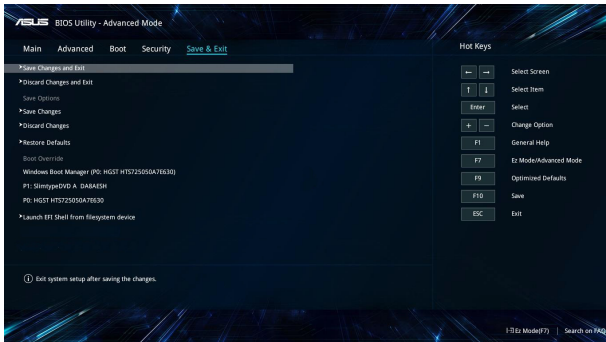 ASUS BIOS Utility - Advanced Mode
Main Advanced Boot Security Save & Exit
Hot Keys
>Save Changes and Exit
>Discard Changes and Exit
Save Options
>Save Changes
>Discard Changes
>Restore Defaults
Boot Override
Windows Boot Manager (P0: HGST HTS725050A7E630)
P1: SlimtypeDVD A DA8AESH
P0: HGST HTS725050A7E630
>Launch EFI Shell from filesystem device
← → Select Screen
↑ ↓ Select Item
Enter Select
+ − Change Option
F1 General Help
F7 Ez Mode/Advanced Mode
F9 Optimized Defaults
F10 Save
ESC Exit
i Exit system setup after saving the changes.
Ez Mode(F7) | Search on FAQ